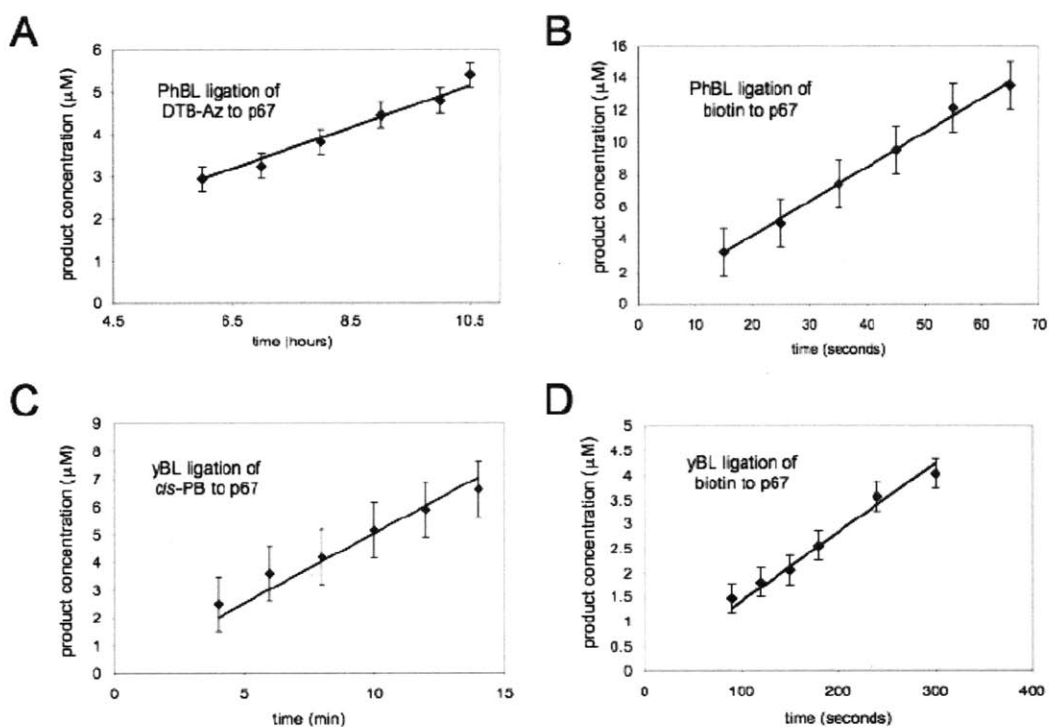 A
product concentration (μM)
6
5
4
3
2
1
0
PhBL ligation of
DTB-Az to p67
4.5 6.5 8.5 10.5
time (hours)
B
product concentration (μM)
16
14
12
10
8
6
4
2
0
PhBL ligation of
biotin to p67
0 10 20 30 40 50 60 70
time (seconds)
C
product concentration (μM)
9
8
7
6
5
4
3
2
1
0
yBL ligation of
cis-PB to p67
0 5 10 15
time (min)
D
product concentration (μM)
5
4.5
4
3.5
3
2.5
2
1.5
1
0.5
0
yBL ligation of
biotin to p67
0 100 200 300 400
time (seconds)